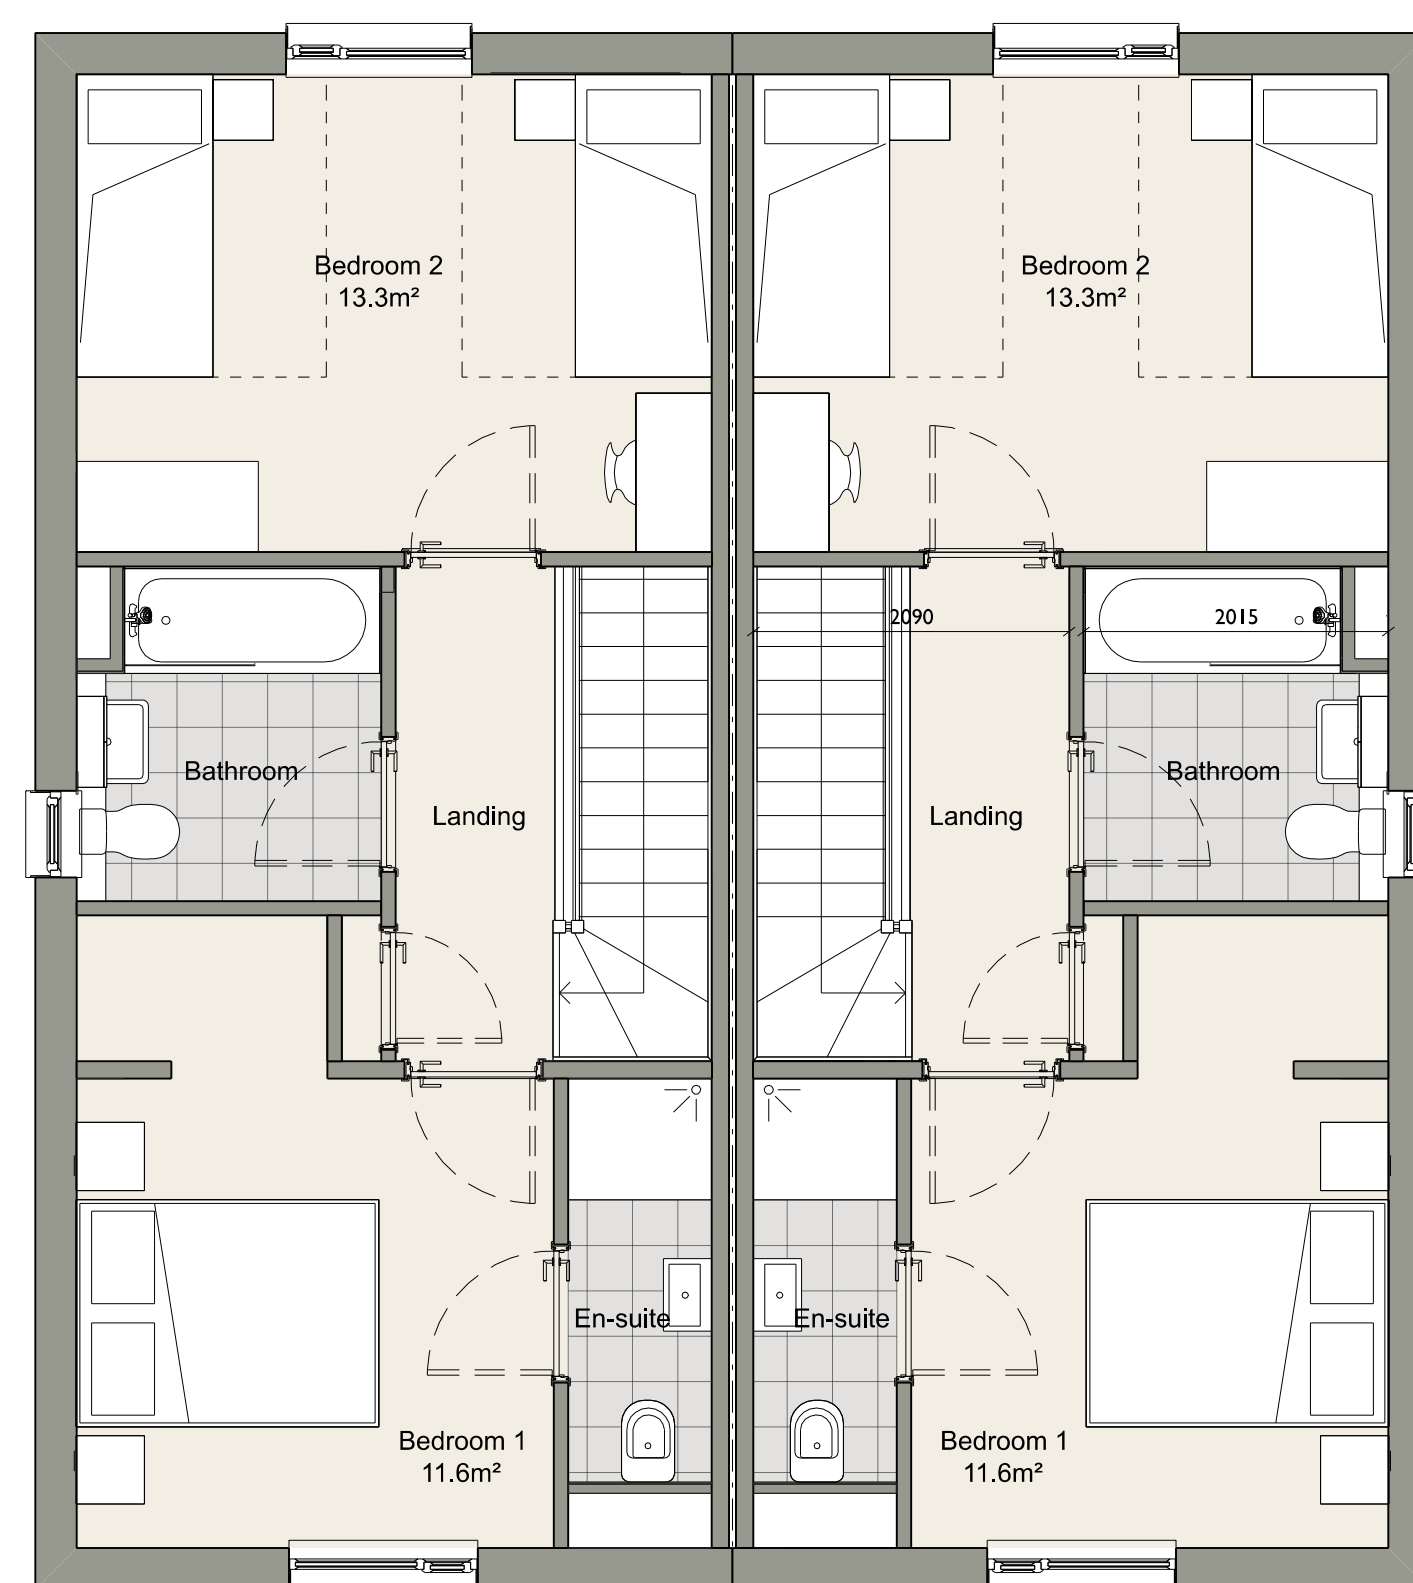 Bedroom 2
13.3m²
Bedroom 2
13.3m²
2090
2015
Bathroom
Landing
Landing
Bathroom
En-suite
En-suite
Bedroom 1
11.6m²
Bedroom 1
11.6m²